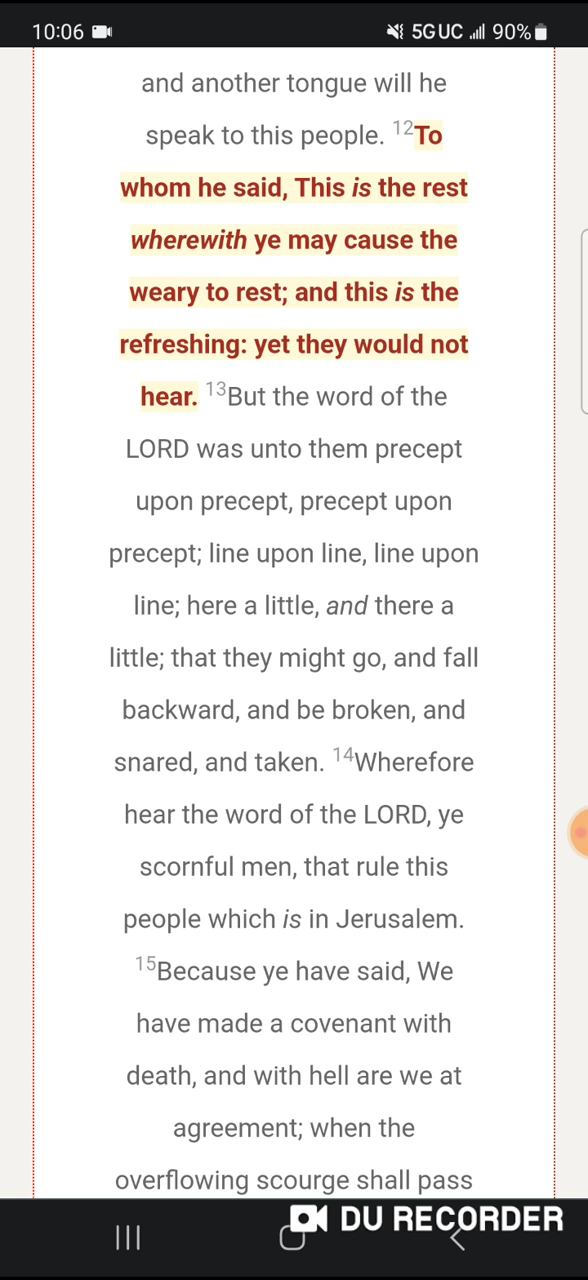 10:06 5G UC 90%
and another tongue will he
speak to this people. 12To
whom he said, This is the rest
wherewith ye may cause the
weary to rest; and this is the
refreshing: yet they would not
hear. 13But the word of the
LORD was unto them precept
upon precept, precept upon
precept; line upon line, line upon
line; here a little, and there a
little; that they might go, and fall
backward, and be broken, and
snared, and taken. 14Wherefore
hear the word of the LORD, ye
scornful men, that rule this
people which is in Jerusalem.
15Because ye have said, We
have made a covenant with
death, and with hell are we at
agreement; when the
overflowing scourge shall pass
DU RECORDER